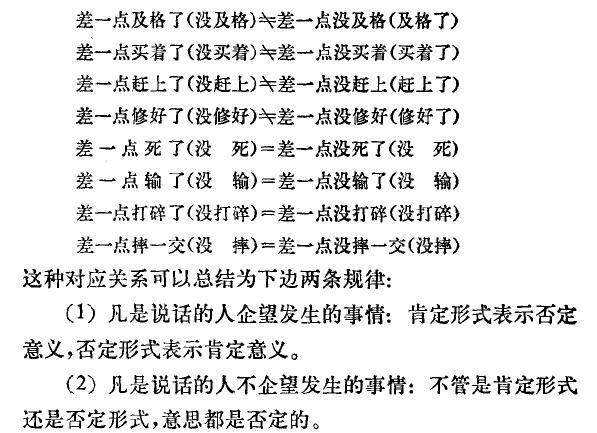 差一点及格了(没及格)≒差一点没及格(及格了)
差一点买着了(没买着)≒差一点没买着(买着了)
差一点赶上了(没赶上)≒差一点没赶上(赶上了)
差一点修好了(没修好)≒差一点没修好(修好了)
差一点死了(没 死)=差一点没死了(没 死)
差一点输了(没 输)=差一点没输了(没 输)
差一点打碎了(没打碎)=差一点没打碎(没打碎)
差一点摔一交(没 摔)=差一点没摔一交(没摔)
这种对应关系可以总结为下边两条规律:
(1) 凡是说话的人企望发生的事情: 肯定形式表示否定
意义,否定形式表示肯定意义。
(2) 凡是说话的人不企望发生的事情: 不管是肯定形式
还是否定形式,意思都是否定的。